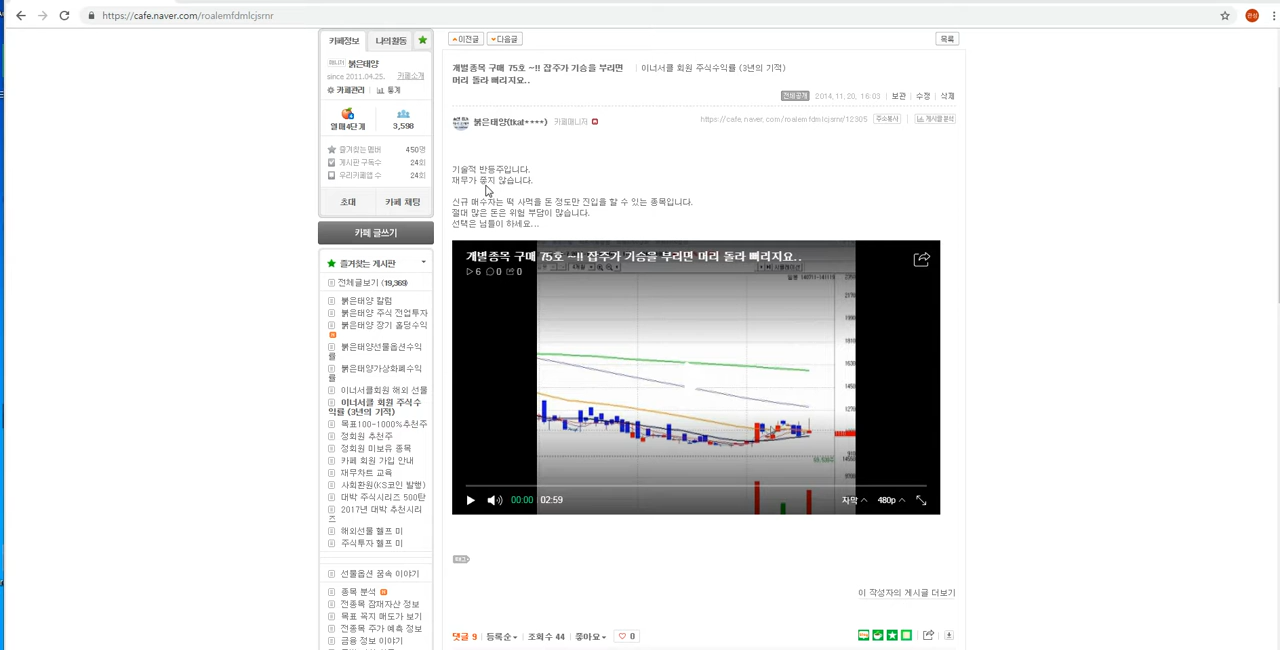 https://cafe.naver.com/roalemfdmlcjsrnr
카페정보
나의활동
매니저 붉은태양
since 2011.04.25.
카페소개
카페관리
통계
열매4단계
3,598
즐겨찾는 멤버
450명
게시판 구독수
24회
우리카페앱 수
24회
초대
카페 채팅
카페 글쓰기
즐겨찾는 게시판
전체글보기 (19,369)
붉은태양 칼럼
붉은태양 주식 전업투자
붉은태양 장기 홀딩수익
붉은태양선물옵션수익
률
붉은태양가상화폐수익
률
이너서클회원 해외 선물
이너서클 회원 주식수
익률 (3년의 기적)
목표100-1000%추천주
정회원 추천주
정회원 미보유 종목
카페 회원 가입 안내
재무차트 교육
사회환원(KS코인 발행)
대박 주식시리즈 500탄
2017년 대박 추천시리
즈
해외선물 헬프 미
주식투자 헬프 미
선물옵션 꿈속 이야기
종목 분석
전종목 잠재자산 정보
목표 꼭지 매도가 보기
전종목 주가 예측 정보
금융 정보 이야기
이전글
다음글
목록
개별종목 구매 75호 ~!! 잡주가 기승을 부리면
머리 돌라 뻐리지요..
이너서클 회원 주식수익률 (3년의 기적)
전체공개
2014.11.20. 16:03
보관
수정
삭제
붉은태양(tkat****)
카페매니저
주소복사
게시글 분석
기술적 반등주입니다.
재무가 좋지 않습니다.
신규 매수자는 떡 사먹을 돈 정도만 진입을 할 수 있는 종목입니다.
절대 많은 돈은 위험 부담이 많습니다.
선택은 님들이 하세요...
개별종목 구매 75호 ~!! 잡주가 기승을 부리면 머리 돌라 뻐리지요..
6
0
0
00:00
02:59
자막
480p
태그
이 작성자의 게시글 더보기
댓글 9
등록순
조회수 44
좋아요
0